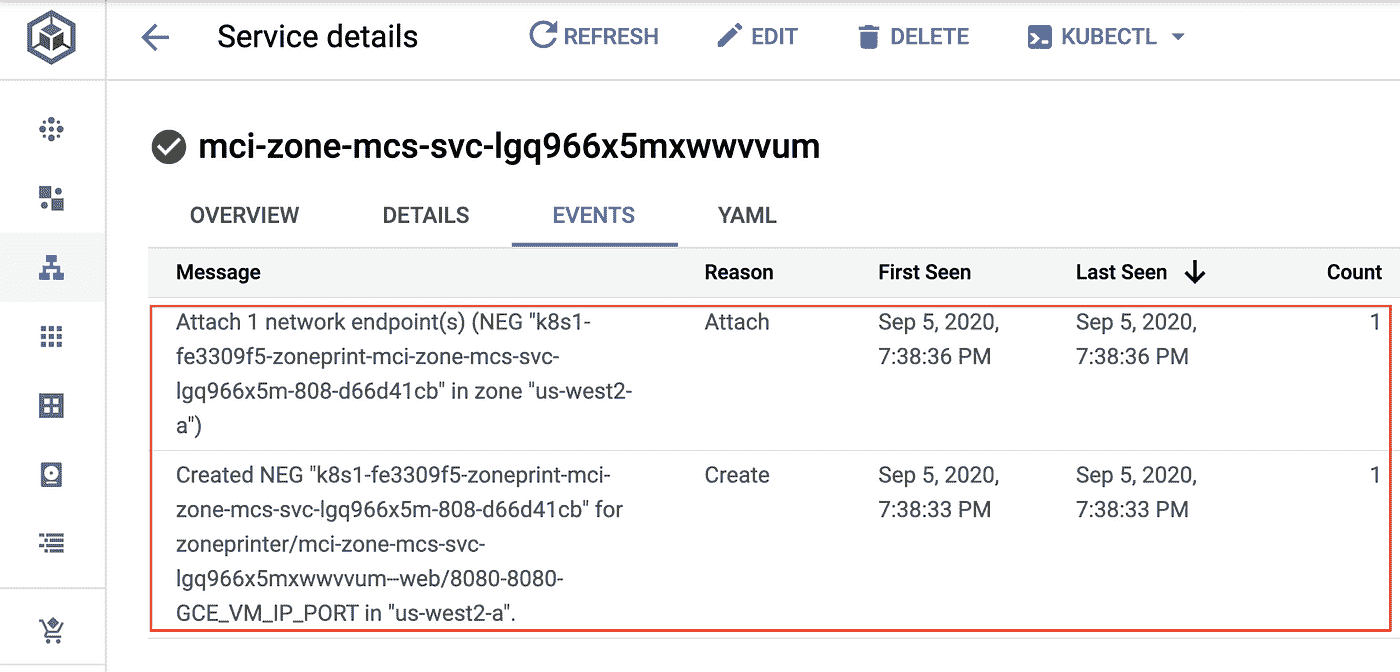 Service details
REFRESH
EDIT
DELETE
KUBECTL
mci-zone-mcs-svc-lgq966x5mxwwvvum
OVERVIEW
DETAILS
EVENTS
YAML
Message
Reason
First Seen
Last Seen
Count
Attach 1 network endpoint(s) (NEG "k8s1-
fe3309f5-zoneprint-mci-zone-mcs-svc-
lgq966x5m-808-d66d41cb" in zone "us-west2-
a")
Attach
Sep 5, 2020,
7:38:36 PM
Sep 5, 2020,
7:38:36 PM
1
Created NEG "k8s1-fe3309f5-zoneprint-mci-
zone-mcs-svc-lgq966x5m-808-d66d41cb" for
zoneprinter/mci-zone-mcs-svc-
lgq966x5mxwwvvum--web/8080-8080-
GCE_VM_IP_PORT in "us-west2-a".
Create
Sep 5, 2020,
7:38:33 PM
Sep 5, 2020,
7:38:33 PM
1